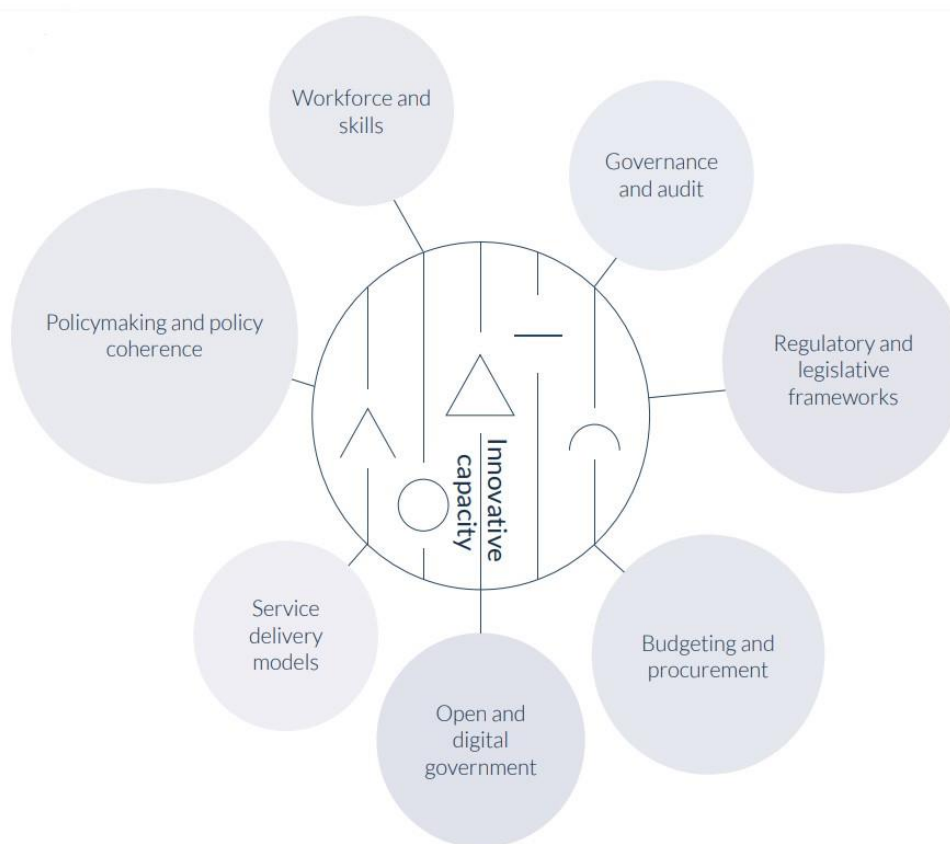 Workforce and
skills
Governance
and audit
Policymaking and policy
coherence
Regulatory and
legislative
frameworks
Innovative
capacity
Service
delivery
models
Budgeting and
procurement
Open and
digital
government